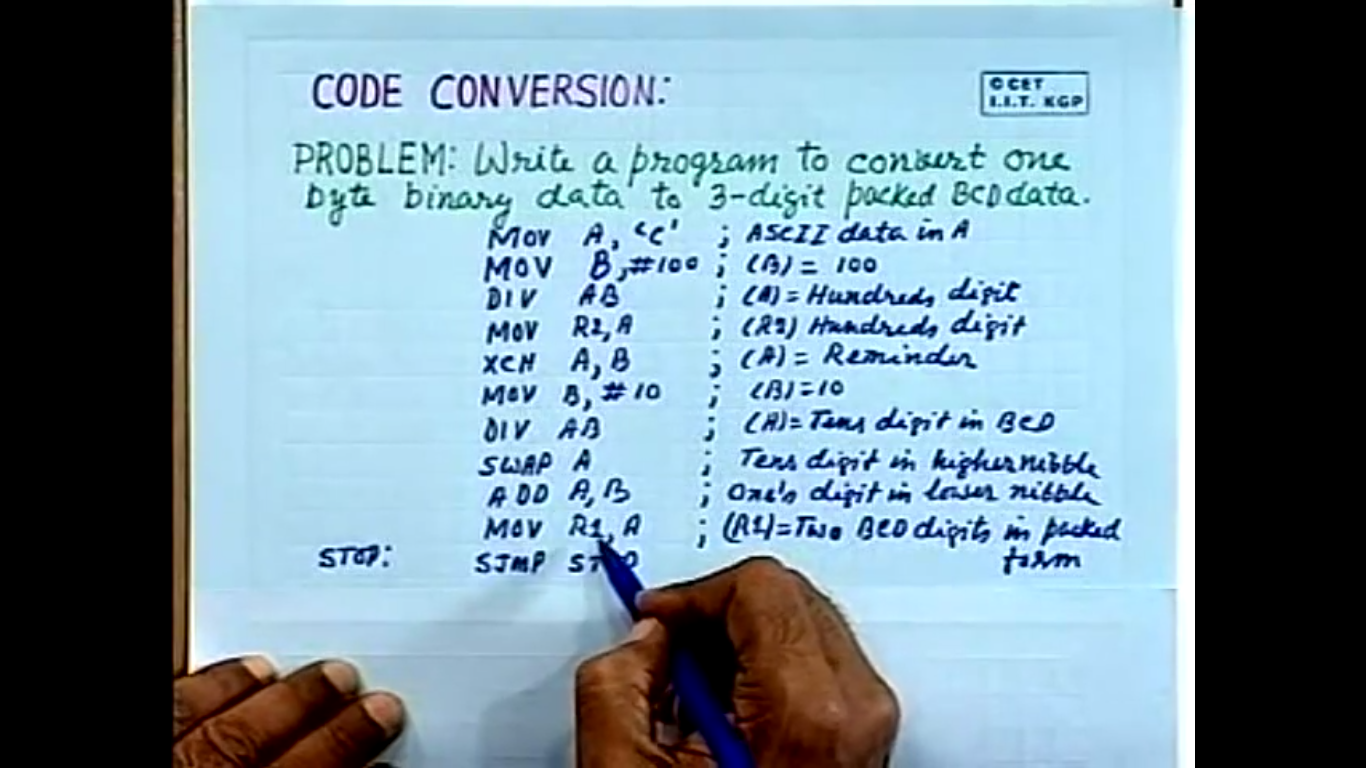 CODE CONVERSION:
© CET
I.I.T. KGP
PROBLEM: Write a program to convert one
byte binary data to 3-digit packed BCD data.
MOV A, 'C' ; ASCII data in A
MOV B, #100 ; (B) = 100
DIV AB ; (A) = Hundreds digit
MOV R2, A ; (R2) Hundreds digit
XCH A, B ; (A) = Reminder
MOV B, #10 ; (B) = 10
DIV AB ; (A) = Tens digit in BCD
SWAP A ; Tens digit in higher nibble
ADD A, B ; One's digit in lower nibble
MOV R1, A ; (R1) = Two BCD digits in packed
STOP: SJMP STOP form